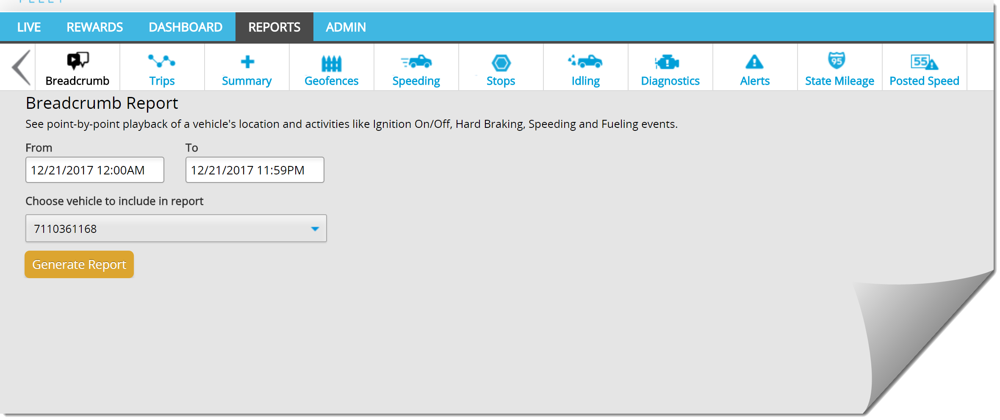 LIVE REWARDS DASHBOARD REPORTS ADMIN
95 55
Breadcrumb Trips Summary Geofences Speeding Stops Idling Diagnostics Alerts State Mileage Posted Speed
Breadcrumb Report
See point-by-point playback of a vehicle's location and activities like Ignition On/Off, Hard Braking, Speeding and Fueling events.
From To
12/21/2017 12:00AM 12/21/2017 11:59PM
Choose vehicle to include in report
7110361168
Generate Report